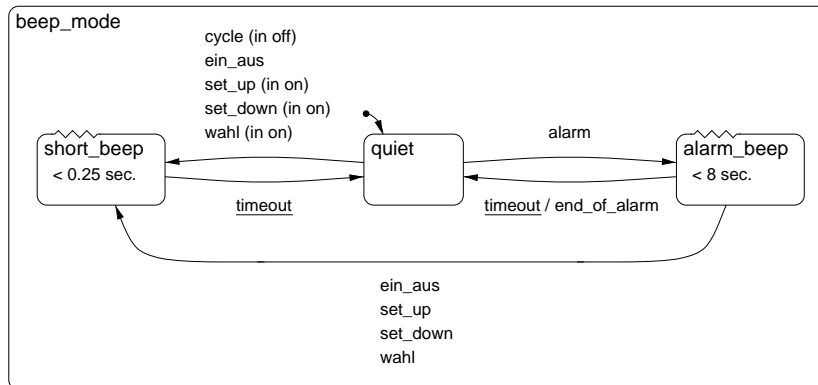 beep_mode
cycle (in off)
ein_aus
set_up (in on)
set_down (in on)
wahl (in on)
short_beep
< 0.25 sec.
timeout
quiet
alarm
timeout / end_of_alarm
alarm_beep
< 8 sec.
ein_aus
set_up
set_down
wahl